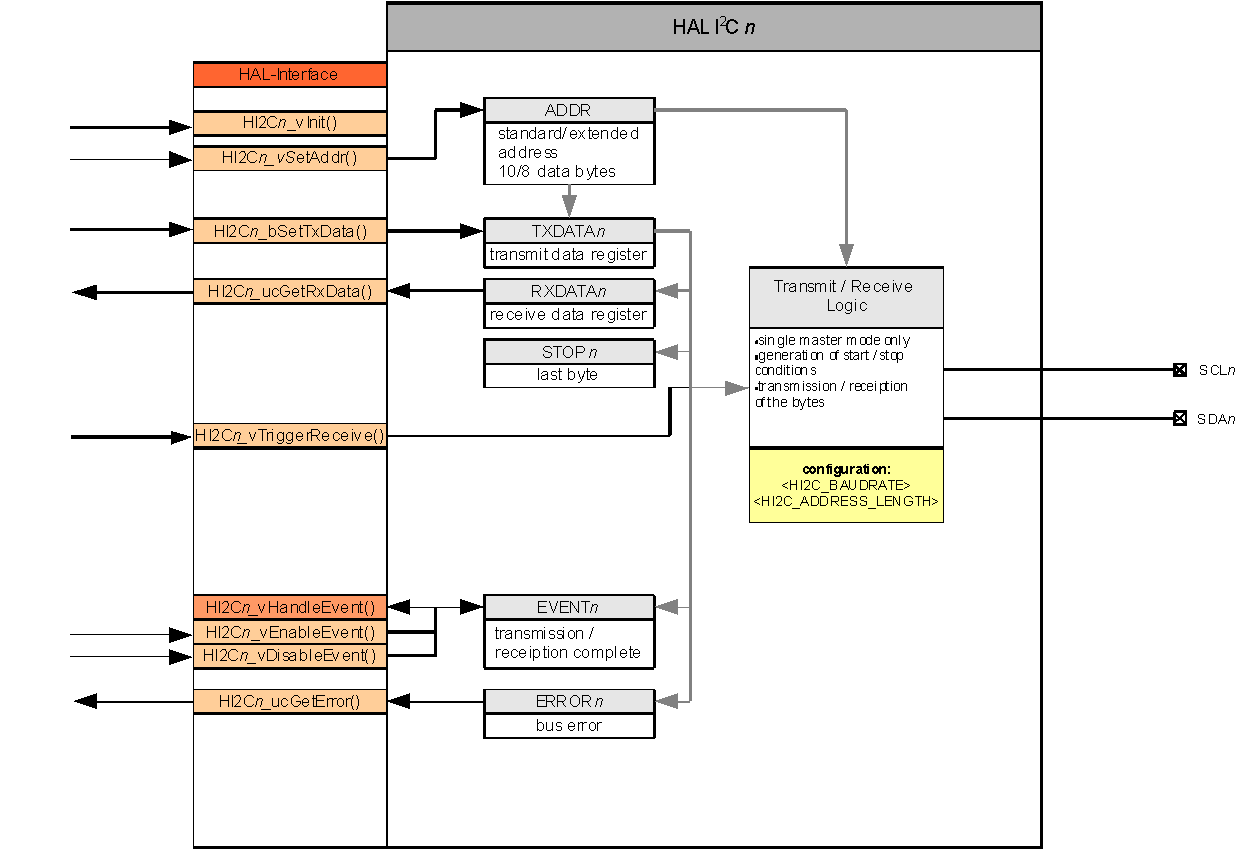 HAL I²C n
HAL-Interface
HI2Cn_vInit()
HI2Cn_vSetAddr()
HI2Cn_bSetTxData()
HI2Cn_ucGetRxData()
HI2Cn_vTriggerReceive()
HI2Cn_vHandleEvent()
HI2Cn_vEnableEvent()
HI2Cn_vDisableEvent()
HI2Cn_ucGetError()
ADDR
standard/extended
address
10/8 data bytes
TXDATAn
transmit data register
RXDATAn
receive data register
STOPn
last byte
EVENTn
transmission /
receiption complete
ERRORn
bus error
Transmit / Receive
Logic
•single master mode only
•generation of start / stop
conditions
•transmission / receiption
of the bytes
configuration:
<HI2C_BAUDRATE>
<HI2C_ADDRESS_LENGTH>
SCLn
SDAn